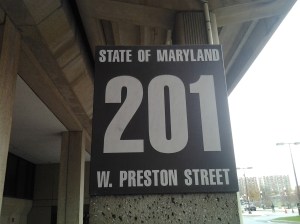 STATE OF MARYLAND
201
W. PRESTON STREET